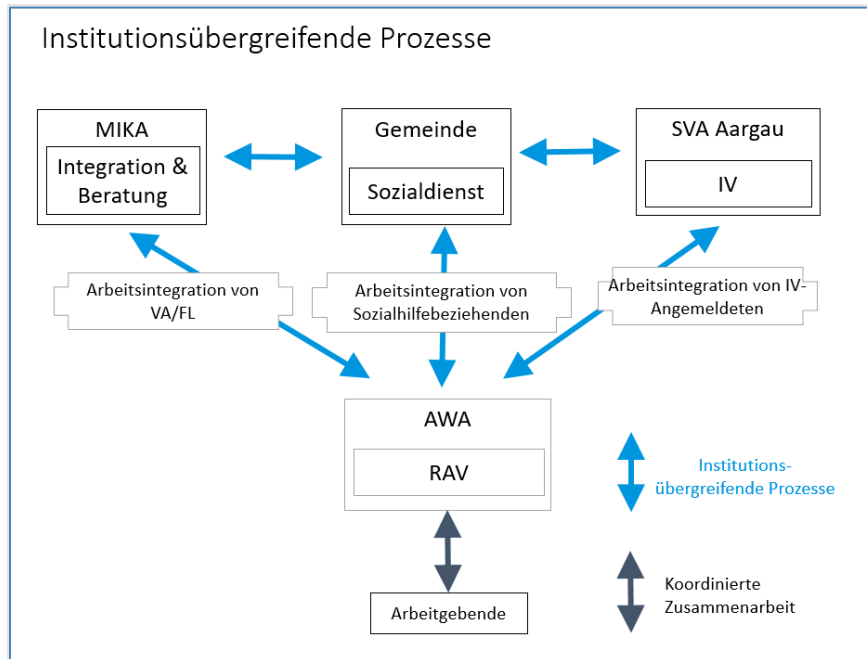 Institutionsübergreifende Prozesse
MIKA
Integration &
Beratung
Gemeinde
Sozialdienst
SVA Aargau
IV
Arbeitsintegration von
VA/FL
Arbeitsintegration von
Sozialhilfebeziehenden
Arbeitsintegration von IV-
Angemeldeten
AWA
RAV
Arbeitgebende
Institutions-
übergreifende Prozesse
Koordinierte
Zusammenarbeit